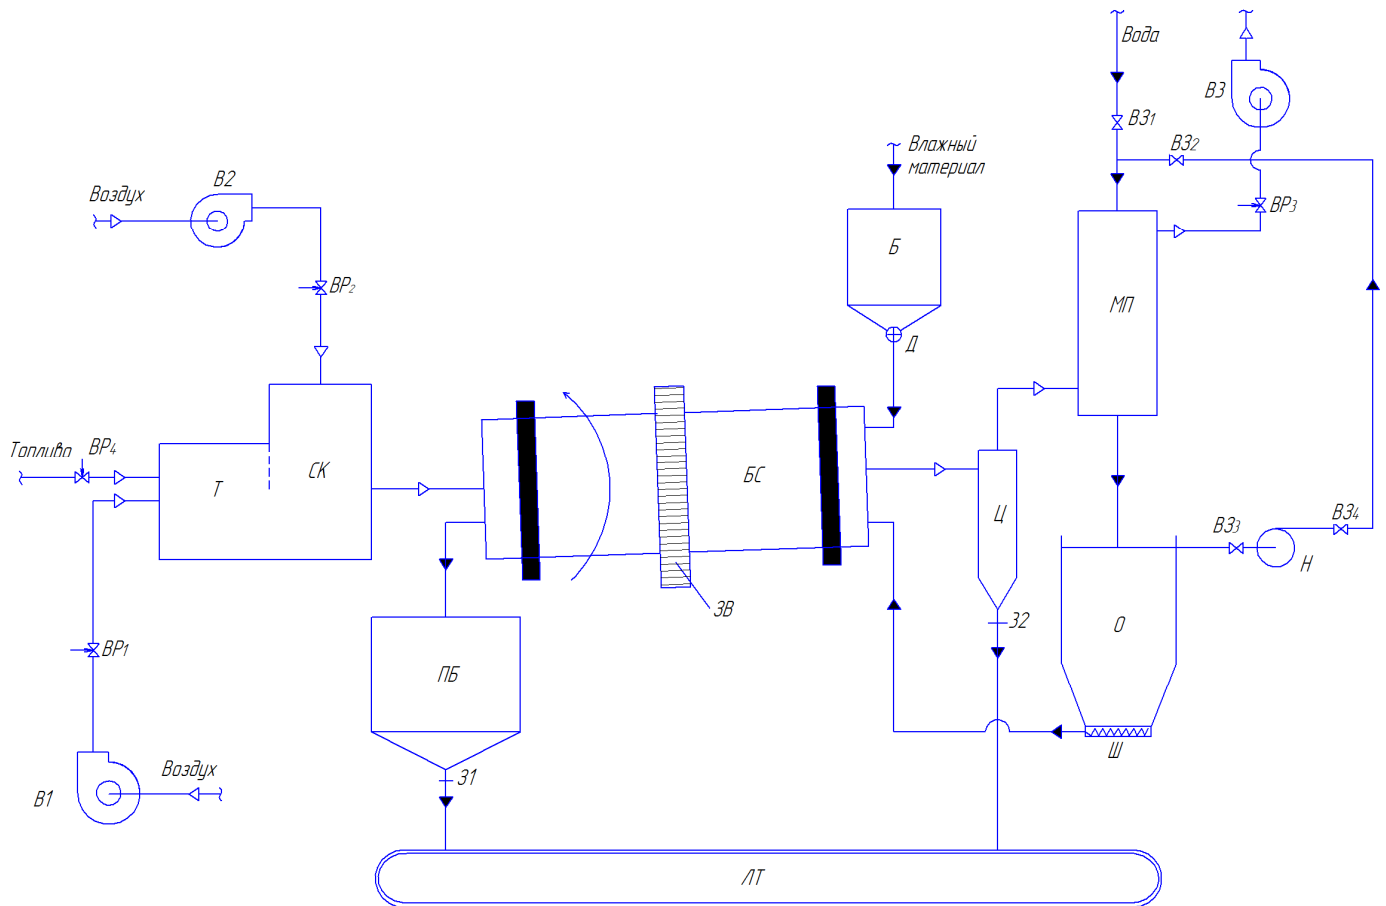 Вода
В3
ВЗ1
ВЗ2
Влажный
материал
В2
Воздух
ВР3
Б
ВР2
МП
Д
Топливо
ВР4
СК
Т
БС
Ц
ВЗ3
ВЗ4
Н
ЗВ
З2
О
ВР1
ПБ
Ш
З1
Воздух
В1
ЛТ